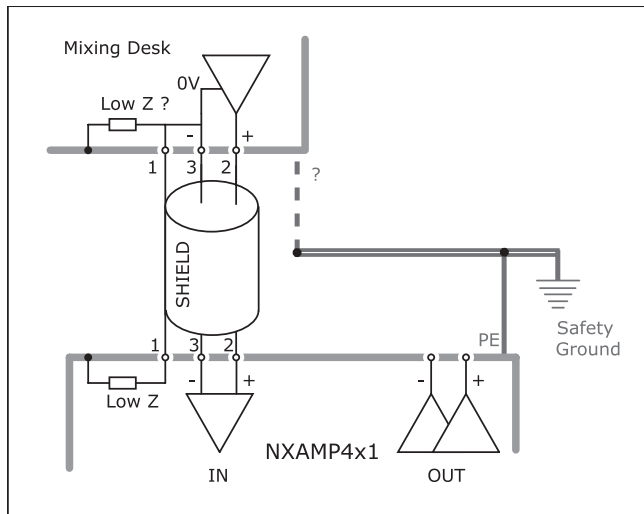 Mixing Desk
0V
Low Z ?
- +
1 3 2
?
SHIELD
1 3 2
PE
Safety
Ground
- + - +
Low Z
NXAMP4x1
IN OUT